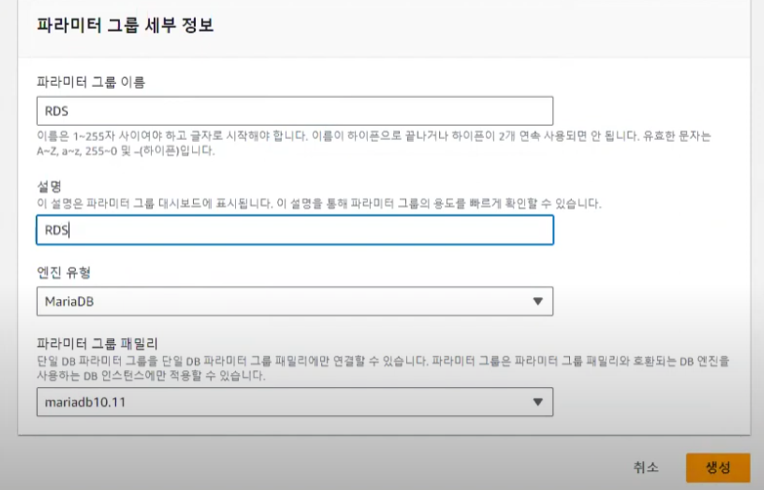 파라미터 그룹 세부 정보
파라미터 그룹 이름
RDS
이름은 1~255자 사이여야 하고 글자로 시작해야 합니다. 이름이 하이픈으로 끝나거나 하이픈이 2개 연속 사용되면 안 됩니다. 유효한 문자는
A~Z, a~z, 255~0 및 –(하이픈)입니다.
설명
이 설명은 파라미터 그룹 대시보드에 표시됩니다. 이 설명을 통해 파라미터 그룹의 용도를 빠르게 확인할 수 있습니다.
RDS
엔진 유형
MariaDB
파라미터 그룹 패밀리
단일 DB 파라미터 그룹을 단일 DB 파라미터 그룹 패밀리에만 연결할 수 있습니다. 파라미터 그룹은 파라미터 그룹 패밀리와 호환되는 DB 엔진을
사용하는 DB 인스턴스에만 적용할 수 있습니다.
mariadb10.11
취소
생성